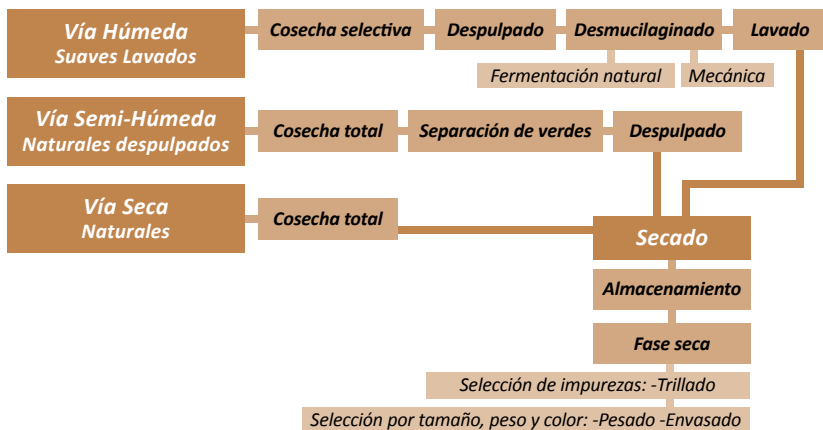 Vía Húmeda
Suaves Lavados
Cosecha selectiva
Despulpado
Desmucilaginado
Lavado
Fermentación natural
Mecánica
Vía Semi-Húmeda
Naturales despulpados
Cosecha total
Separación de verdes
Despulpado
Vía Seca
Naturales
Cosecha total
Secado
Almacenamiento
Fase seca
Selección de impurezas: -Trillado
Selección por tamaño, peso y color: -Pesado -Envasado